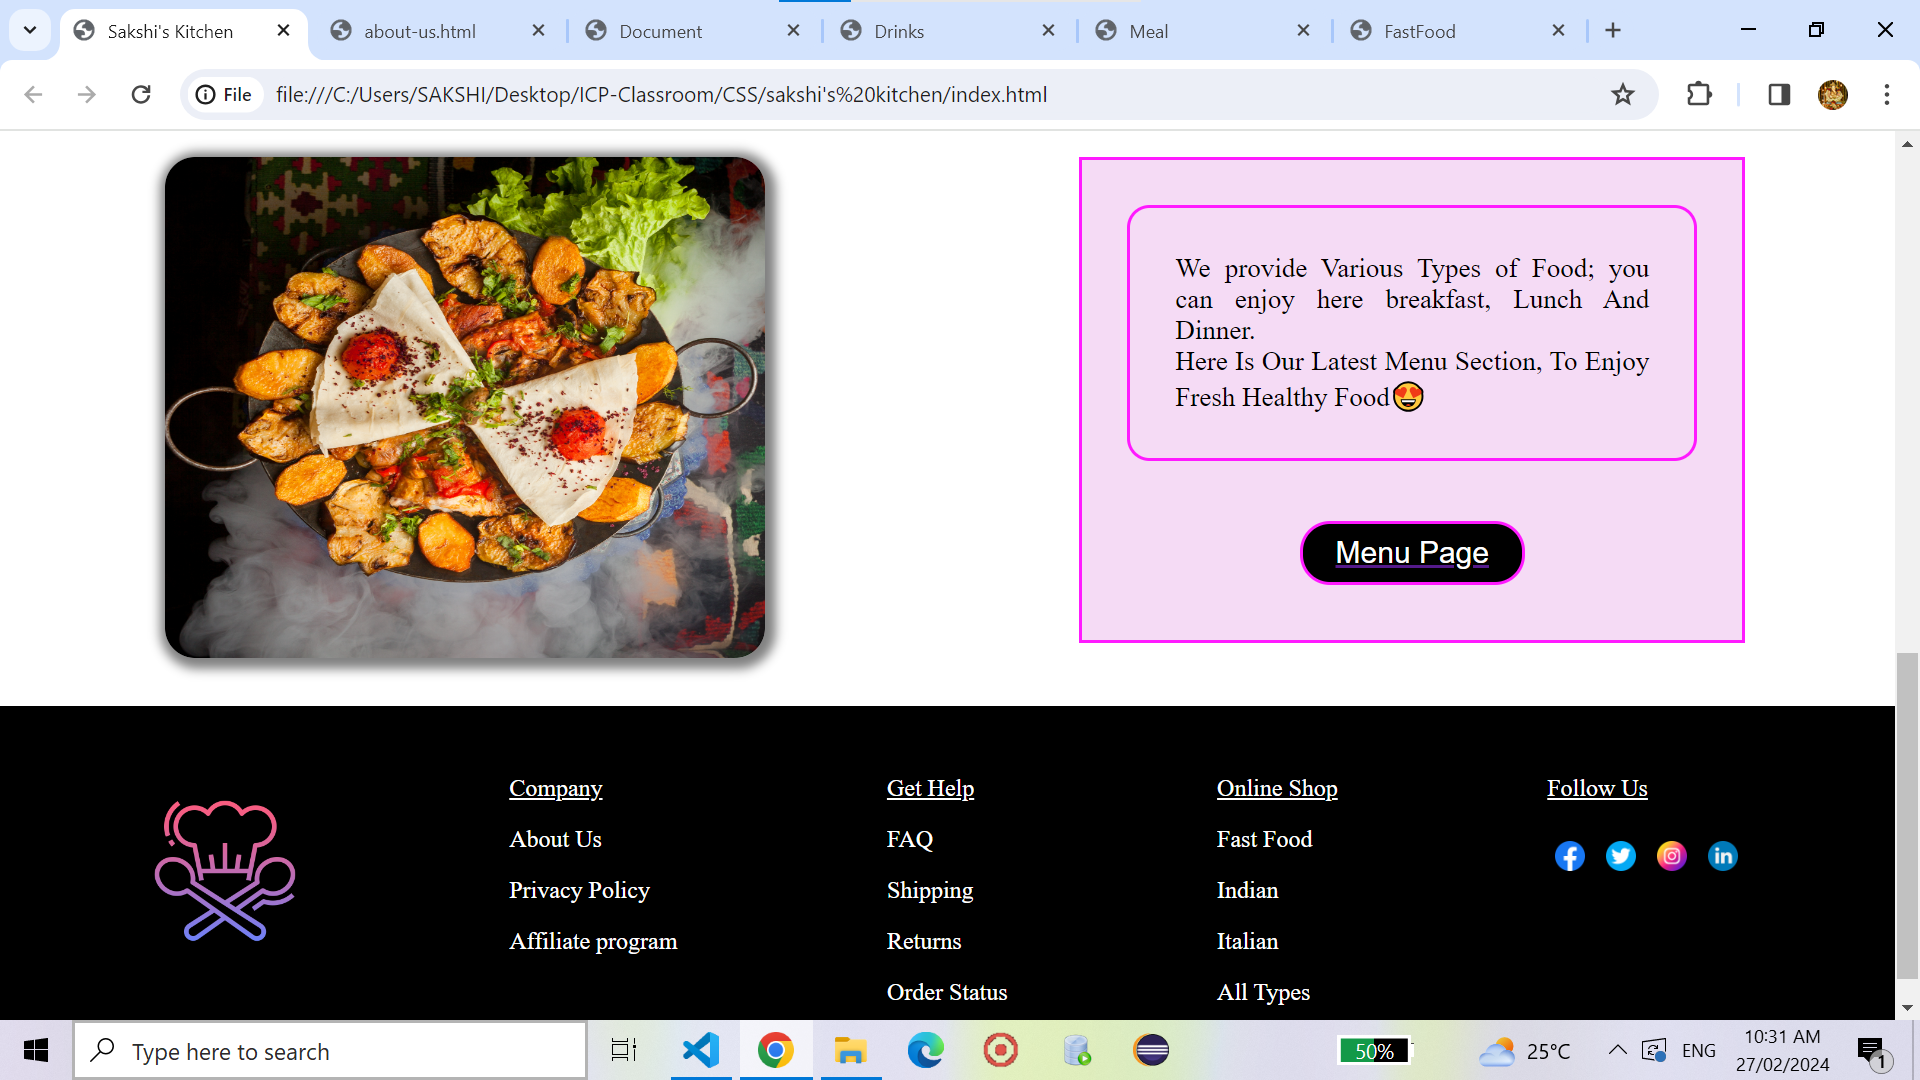 Sakshi's Kitchen
about-us.html
Document
Drinks
Meal
FastFood
File
file:///C:/Users/SAKSHI/Desktop/ICP-Classroom/CSS/sakshi's%20kitchen/index.html
We provide Various Types of Food; you
can enjoy here breakfast, Lunch And
Dinner.
Here Is Our Latest Menu Section, To Enjoy
Fresh Healthy Food😍
Menu Page
Company
About Us
Privacy Policy
Affiliate program
Get Help
FAQ
Shipping
Returns
Order Status
Online Shop
Fast Food
Indian
Italian
All Types
Follow Us
in
Type here to search
50%
25°C
ENG
10:31 AM
27/02/2024
1